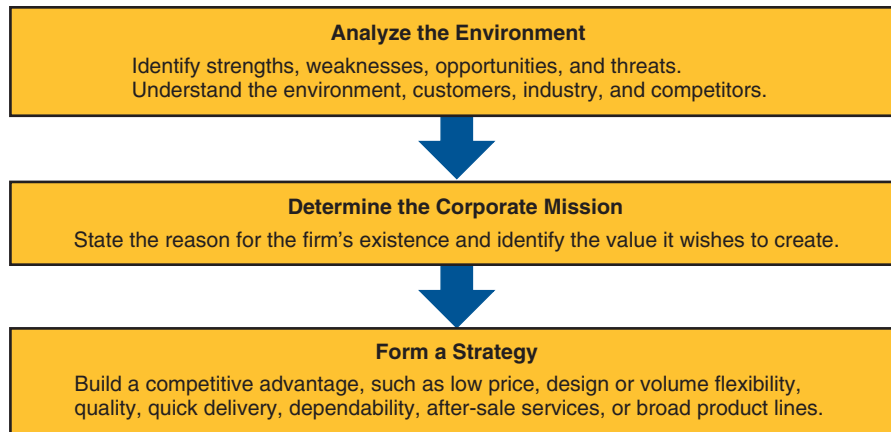 Analyze the Environment
Identify strengths, weaknesses, opportunities, and threats.
Understand the environment, customers, industry, and competitors.
Determine the Corporate Mission
State the reason for the firm's existence and identify the value it wishes to create.
Form a Strategy
Build a competitive advantage, such as low price, design or volume flexibility,
quality, quick delivery, dependability, after-sale services, or broad product lines.